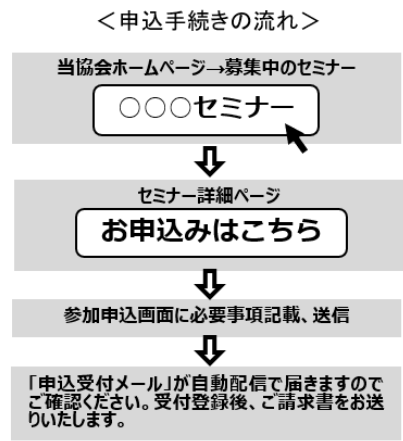 ＜申込手続きの流れ＞
当協会ホームページ→募集中のセミナー
○○○セミナー
セミナー詳細ページ
お申込みはこちら
参加申込画面に必要事項記載、送信
「申込受付メール」が自動配信で届きますので
ご確認ください。受付登録後、ご請求書をお送
りいたします。